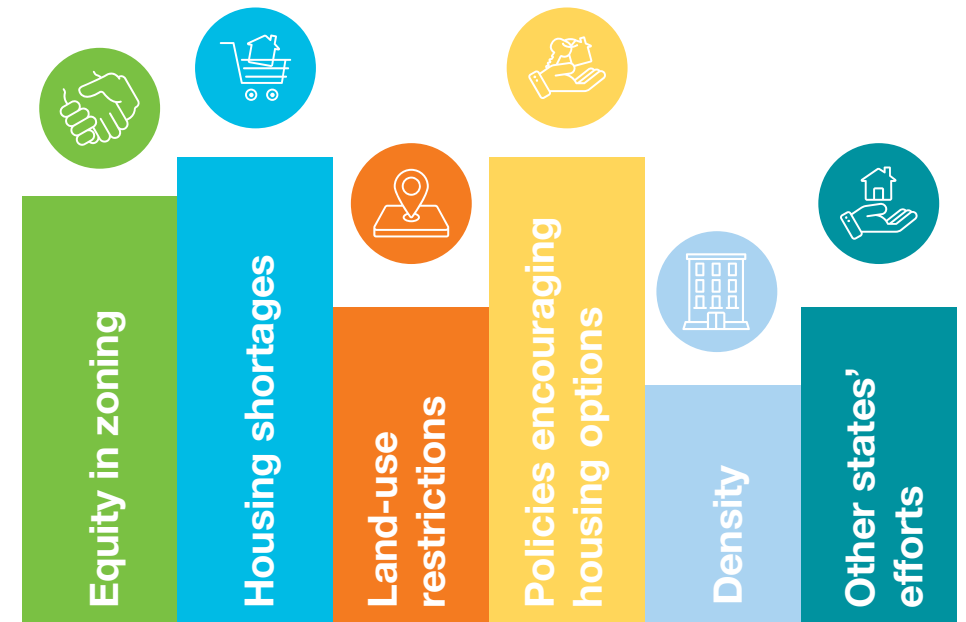 Equity in zoning
Housing shortages
Land-use
restrictions
Policies encouraging
housing options
Density
Other states’
efforts